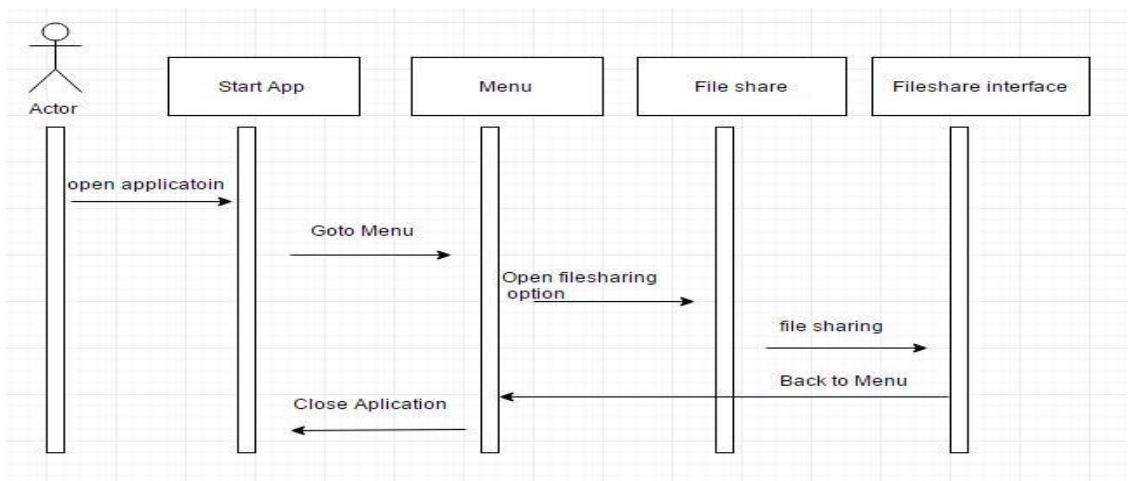 Actor
Start App
Menu
File share
Fileshare interface
open applicatoin
Goto Menu
Open filesharing
option
file sharing
Back to Menu
Close Aplication